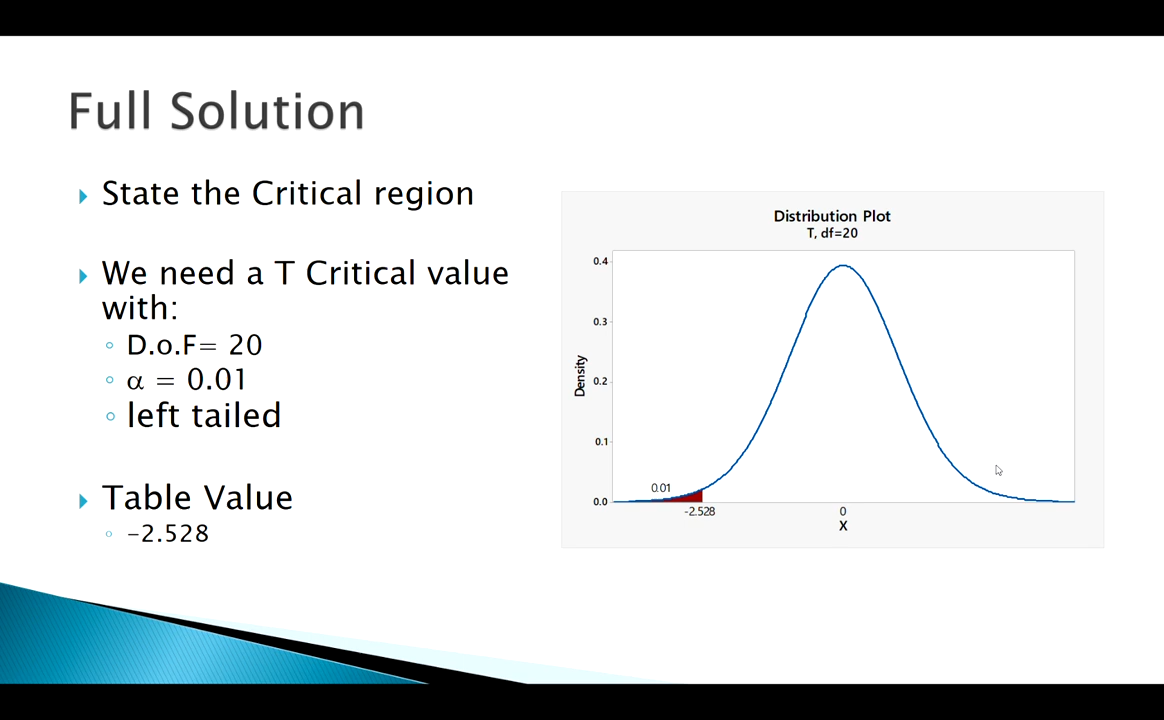 Full Solution
State the Critical region
We need a T Critical value
with:
D.o.F= 20
α = 0.01
left tailed
Table Value
-2.528
Distribution Plot
T, df=20
0.4
0.3
0.2
0.1
0.0
Density
0.01
-2.528
0
X